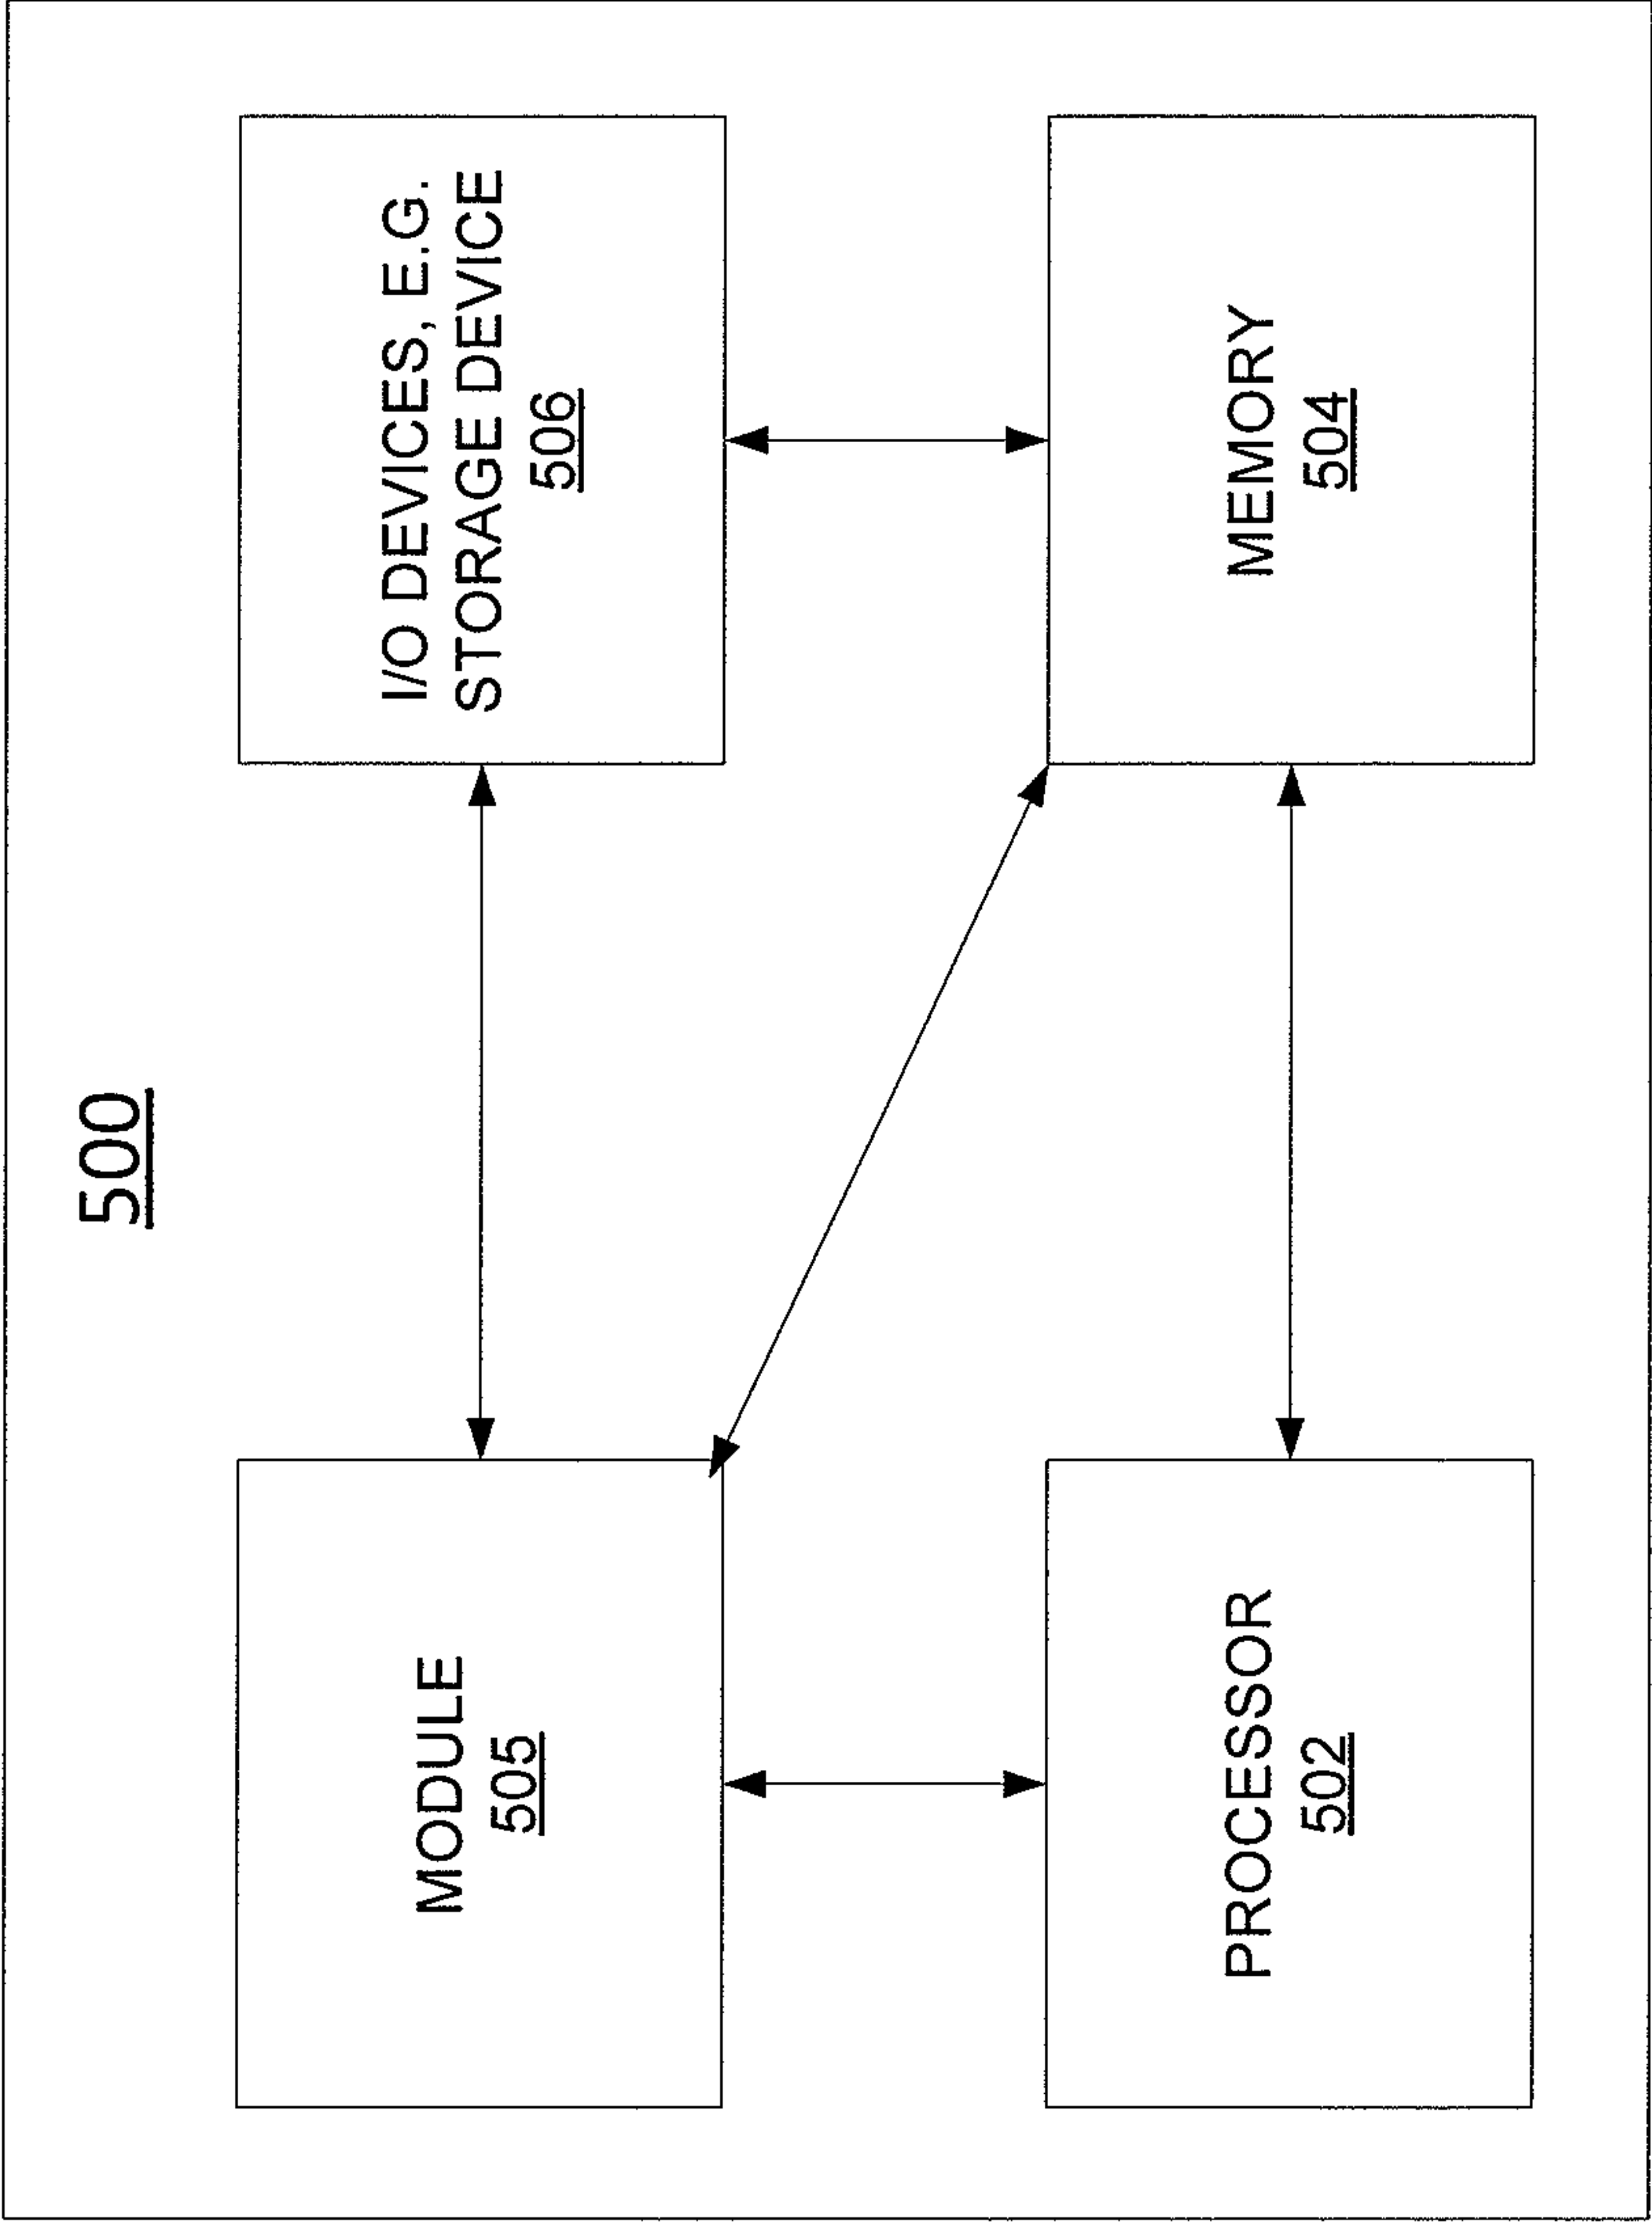 500
MODULE
505
I/O DEVICES, E.G.
STORAGE DEVICE
506
PROCESSOR
502
MEMORY
504